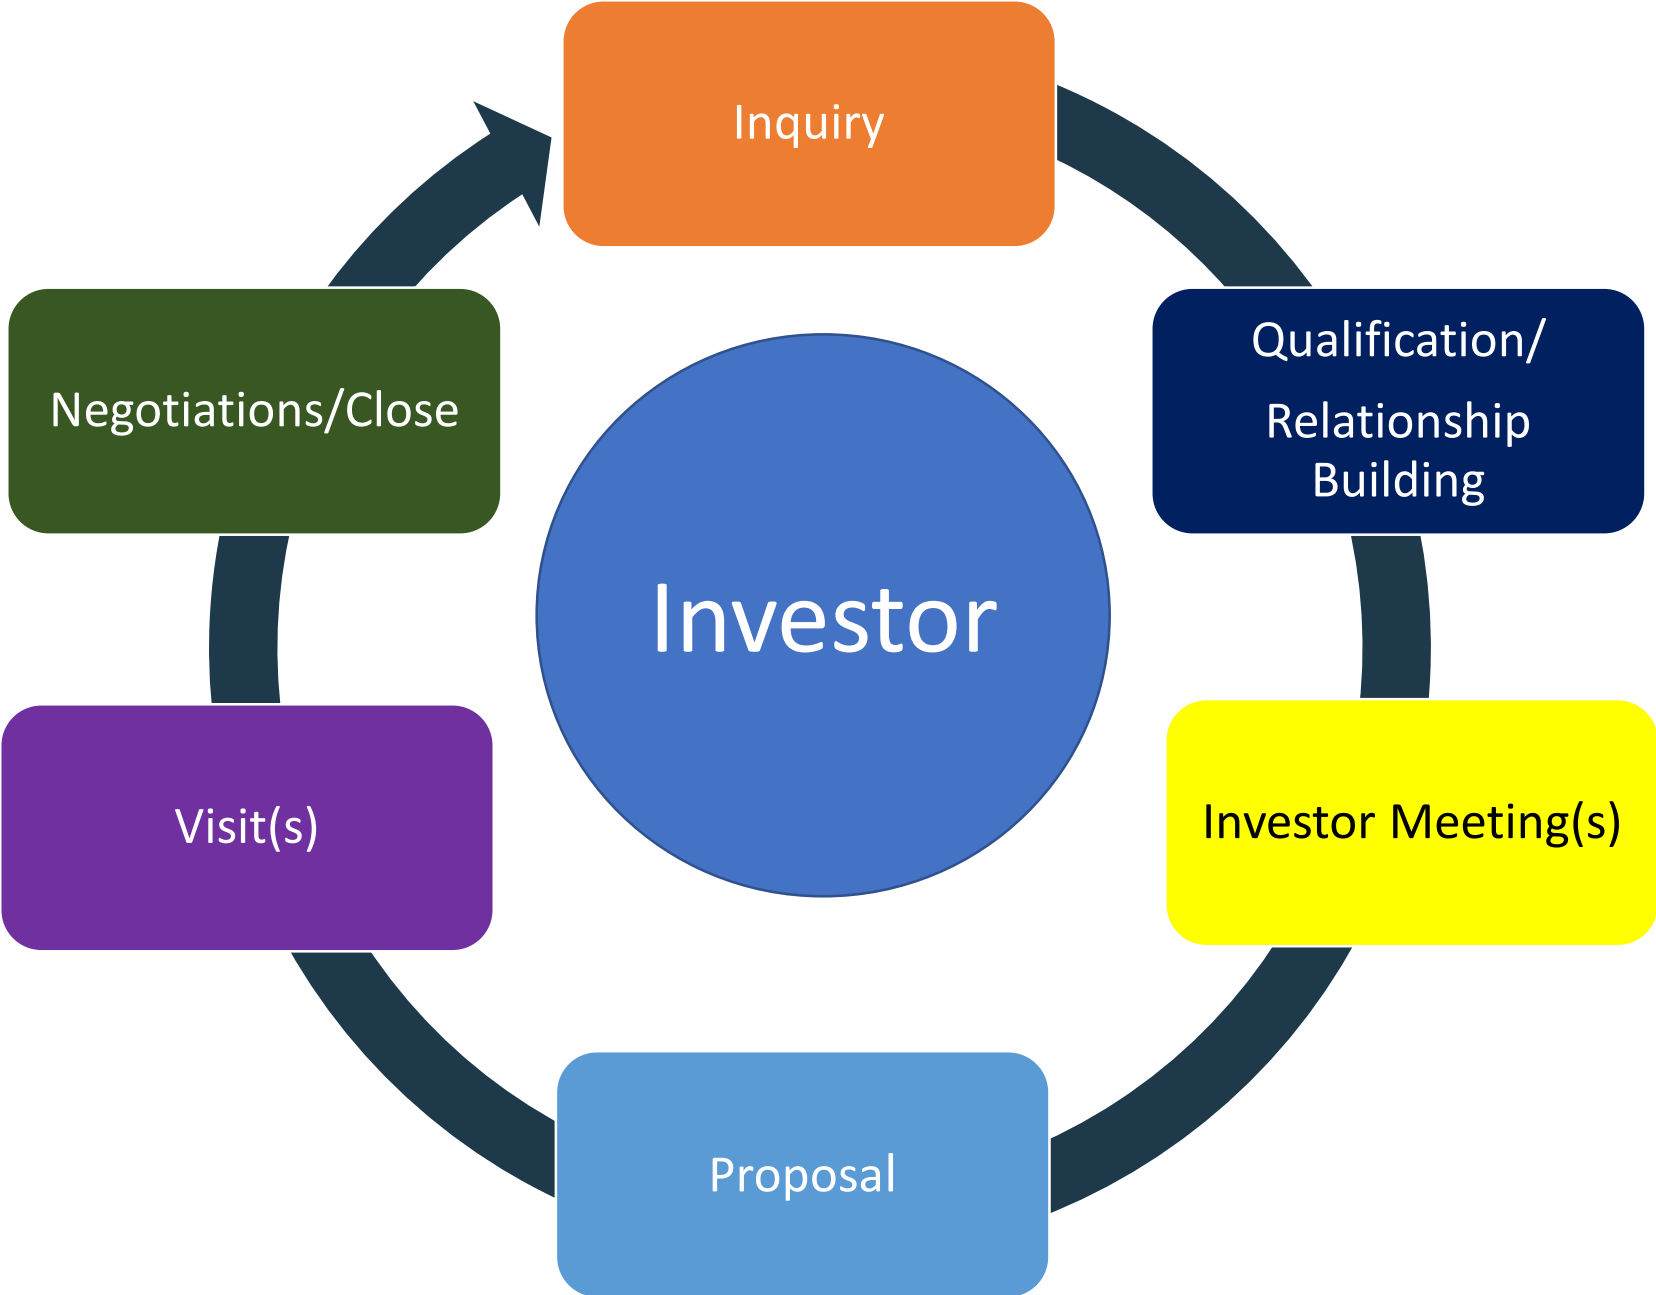 Inquiry
Qualification/
Relationship
Building
Investor Meeting(s)
Proposal
Visit(s)
Negotiations/Close
Investor